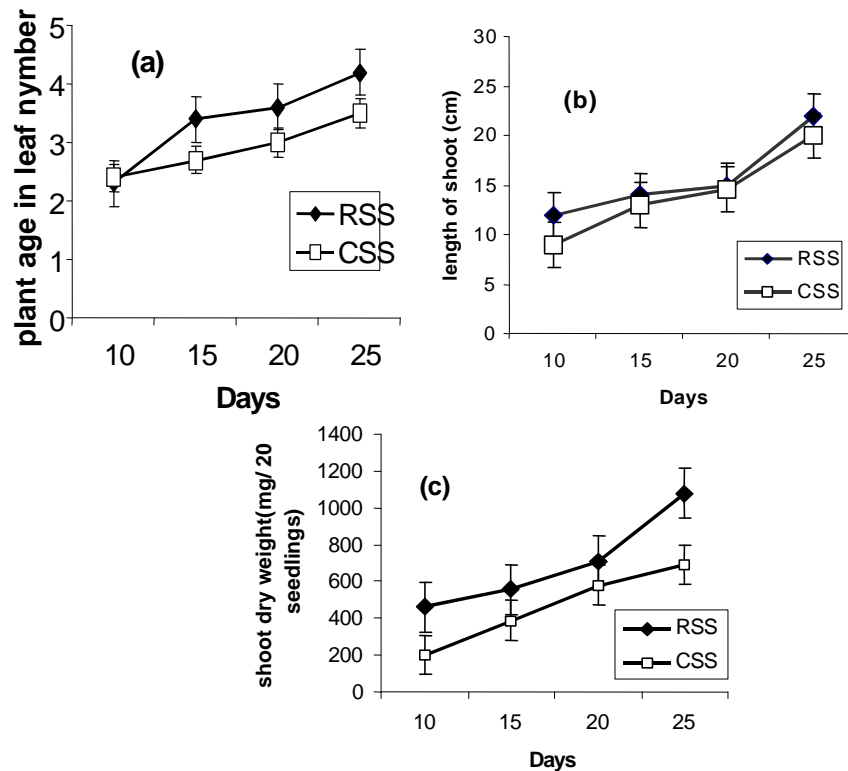 (a)
plant age in leaf nymber
5
4
3
2
1
0
10 15 20 25
Days
RSS
CSS
(b)
length of shoot (cm)
30
25
20
15
10
5
0
10 15 20 25
Days
RSS
CSS
(c)
shoot dry weight(mg/ 20
seedlings)
1400
1200
1000
800
600
400
200
0
10 15 20 25
Days
RSS
CSS